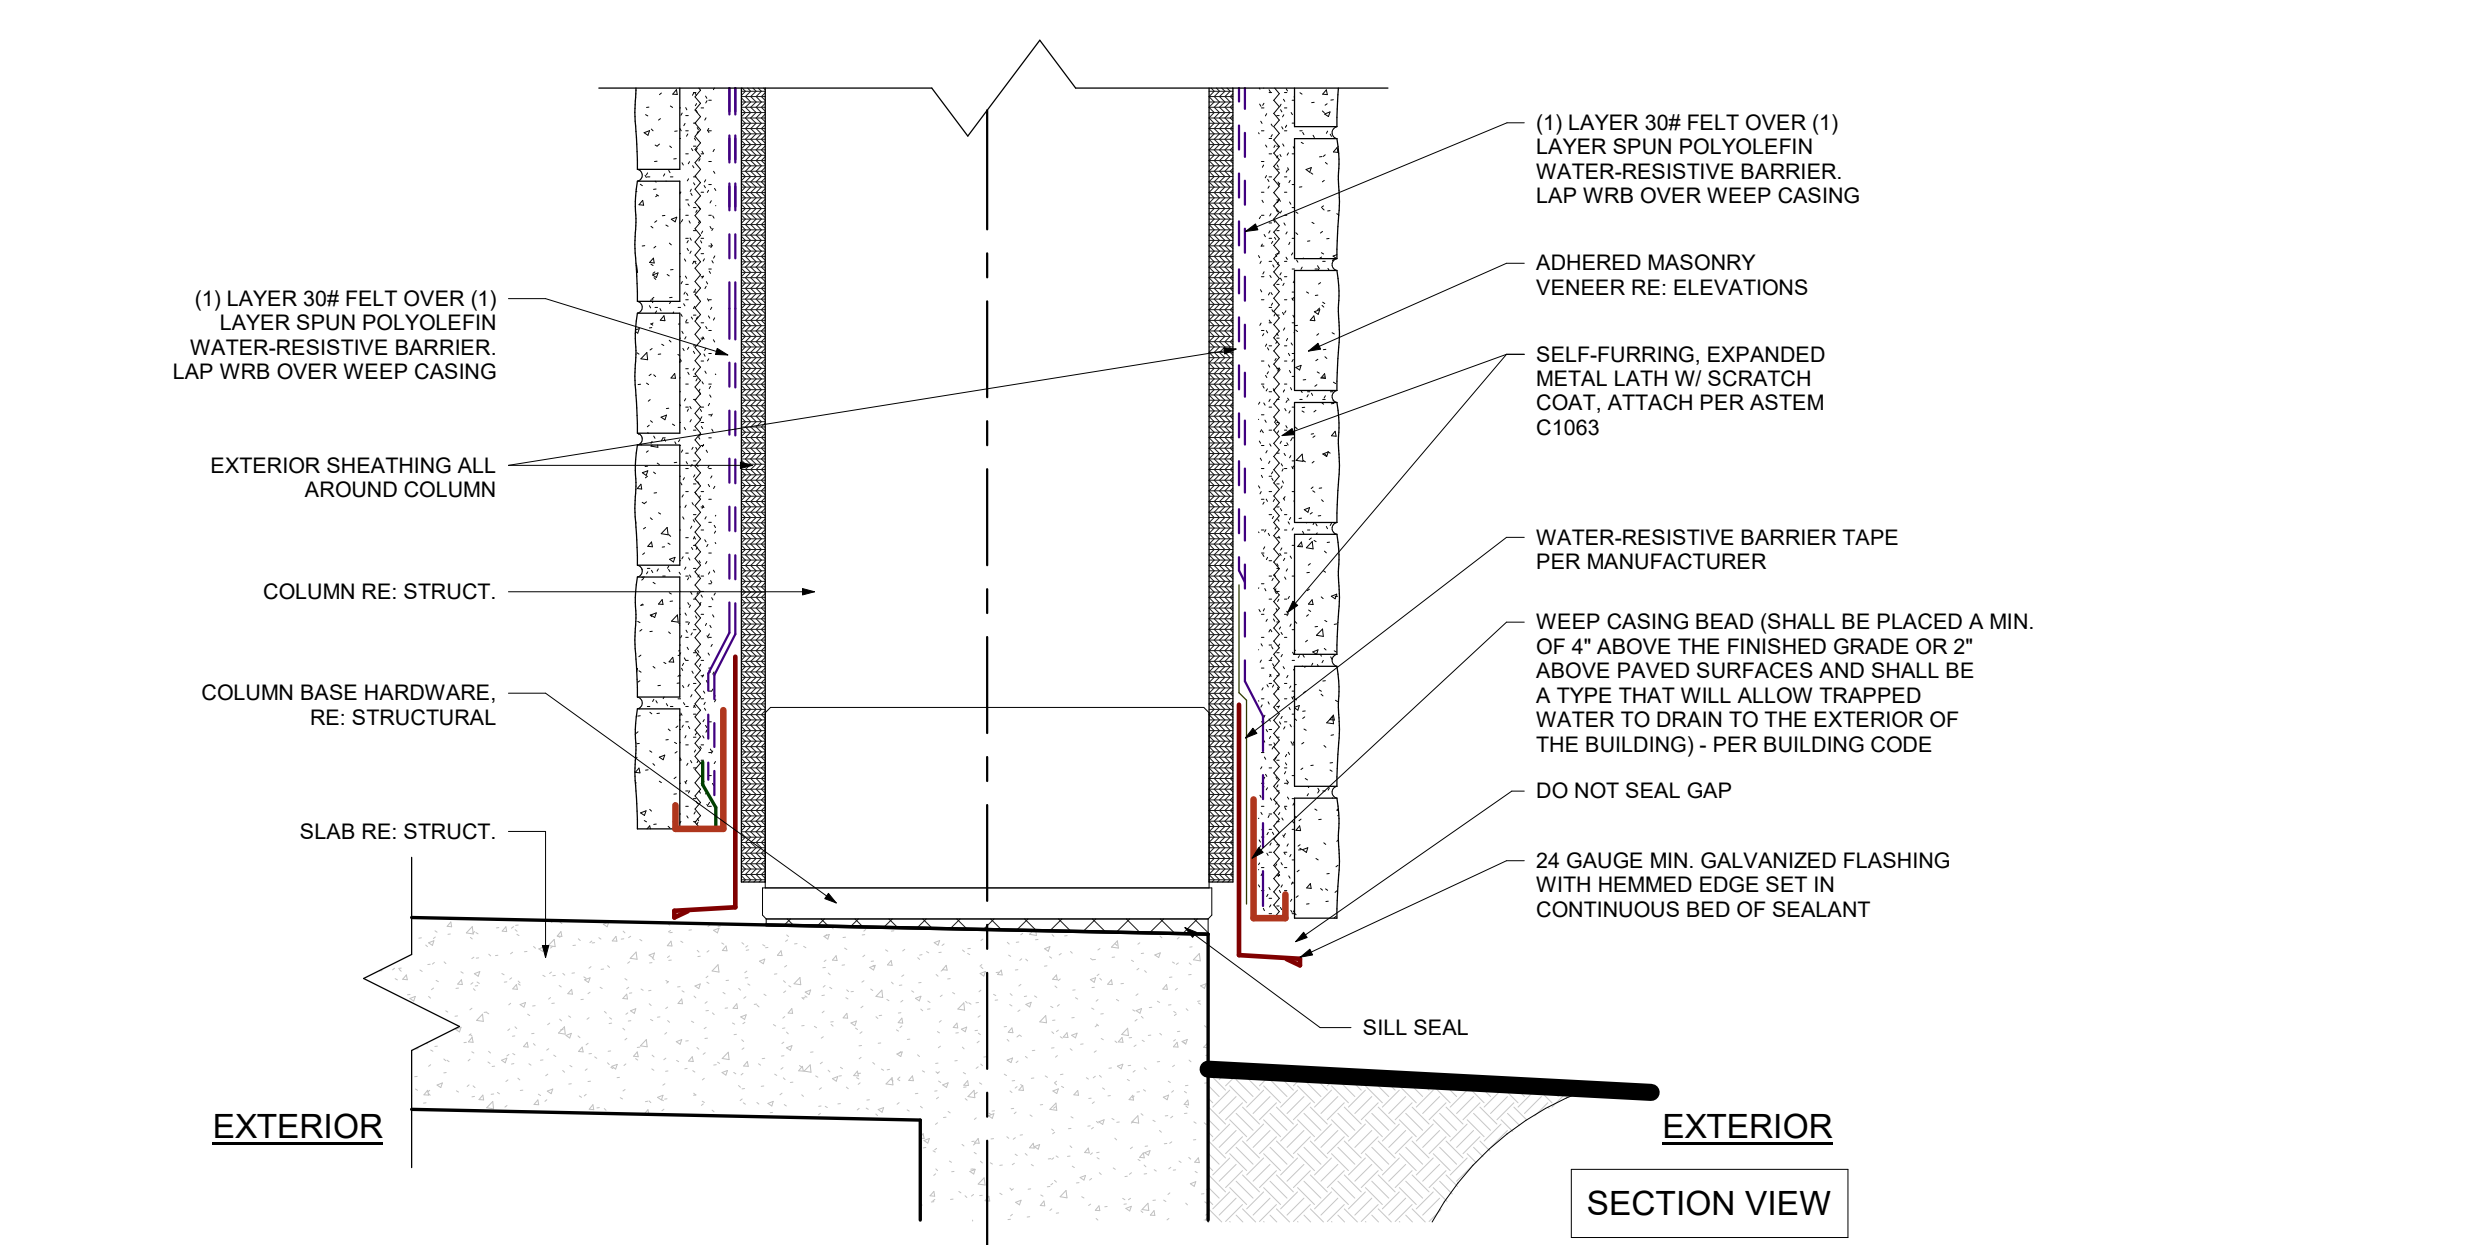 (1) LAYER 30# FELT OVER (1)
LAYER SPUN POLYOLEFIN
WATER-RESISTIVE BARRIER.
LAP WRB OVER WEEP CASING
EXTERIOR SHEATHING ALL
AROUND COLUMN
COLUMN RE: STRUCT.
COLUMN BASE HARDWARE,
RE: STRUCTURAL
SLAB RE: STRUCT.
EXTERIOR
(1) LAYER 30# FELT OVER (1)
LAYER SPUN POLYOLEFIN
WATER-RESISTIVE BARRIER.
LAP WRB OVER WEEP CASING
ADHERED MASONRY
VENEER RE: ELEVATIONS
SELF-FURRING, EXPANDED
METAL LATH W/ SCRATCH
COAT, ATTACH PER ASTEM
C1063
WATER-RESISTIVE BARRIER TAPE
PER MANUFACTURER
WEEP CASING BEAD (SHALL BE PLACED A MIN.
OF 4" ABOVE THE FINISHED GRADE OR 2"
ABOVE PAVED SURFACES AND SHALL BE
A TYPE THAT WILL ALLOW TRAPPED
WATER TO DRAIN TO THE EXTERIOR OF
THE BUILDING) - PER BUILDING CODE
DO NOT SEAL GAP
24 GAUGE MIN. GALVANIZED FLASHING
WITH HEMMED EDGE SET IN
CONTINUOUS BED OF SEALANT
SILL SEAL
EXTERIOR
SECTION VIEW